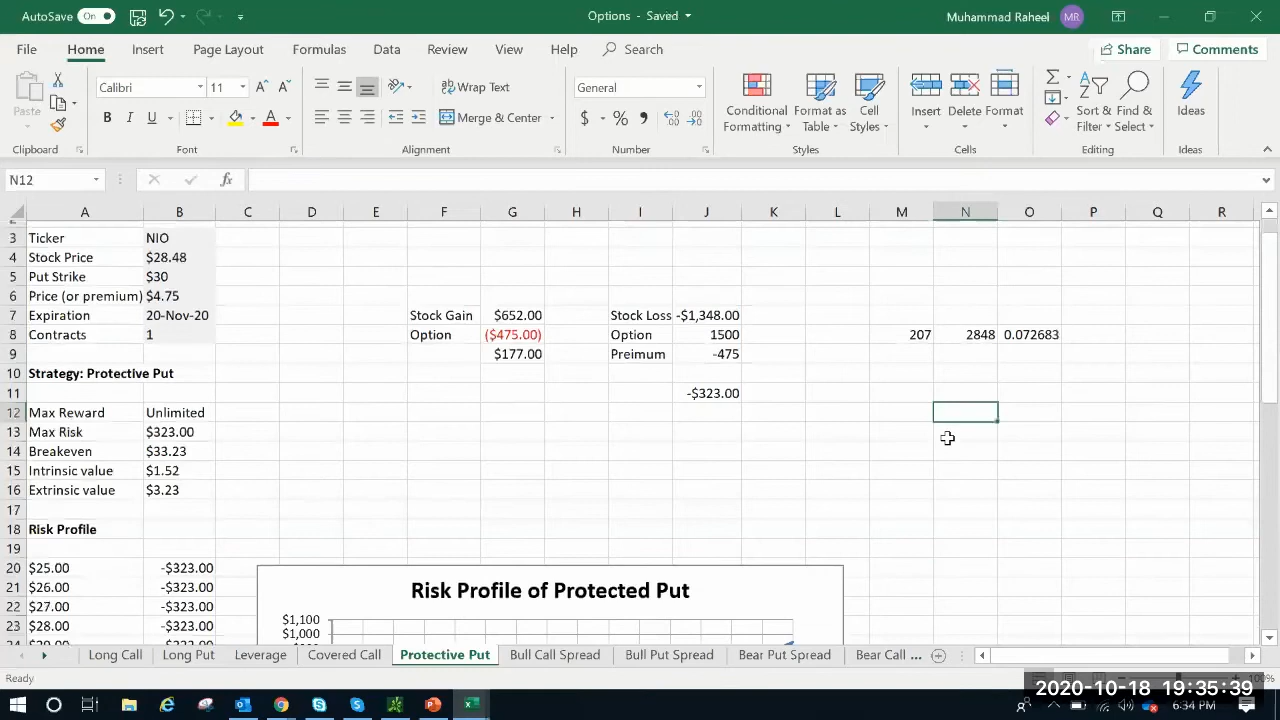 AutoSave On Options - Saved Muhammad Raheel MR
File Home Insert Page Layout Formulas Data Review View Help Search Share Comments
Paste Calibri 11 Wrap Text General Conditional Formatting Format as Table Cell Styles Insert Delete Format Sort & Filter Find & Select Ideas
B I U A Merge & Center $ %
Clipboard Font Alignment Number Styles Cells Editing Ideas
N12 fx
A B C D E F G H I J K L M N O P Q R
3 Ticker NIO
4 Stock Price $28.48
5 Put Strike $30
6 Price (or premium) $4.75
7 Expiration 20-Nov-20 Stock Gain $652.00 Stock Loss -$1,348.00
8 Contracts 1 Option ($475.00) Option 1500 207 2848 0.072683
9 $177.00 Preimum -475
10 Strategy: Protective Put
11 -$323.00
12 Max Reward Unlimited
13 Max Risk $323.00
14 Breakeven $33.23
15 Intrinsic value $1.52
16 Extrinsic value $3.23
17
18 Risk Profile
19
20 $25.00 -$323.00
21 $26.00 -$323.00
22 $27.00 -$323.00
23 $28.00 -$323.00
Risk Profile of Protected Put
$1,100
$1,000
Long Call Long Put Leverage Covered Call Protective Put Bull Call Spread Bull Put Spread Bear Put Spread Bear Call ...
Ready
2020-10-18 19:35:39
6:34 PM